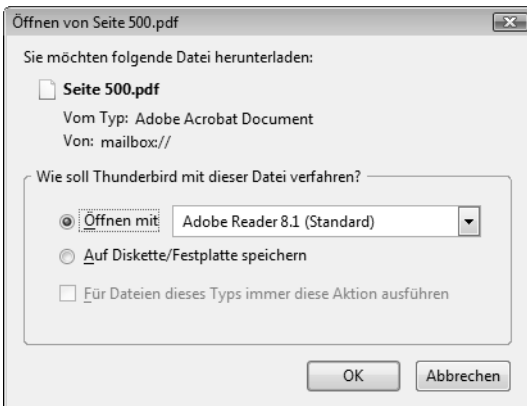 Öffnen von Seite 500.pdf
Sie möchten folgende Datei herunterladen:
Seite 500.pdf
Vom Typ: Adobe Acrobat Document
Von: mailbox://
Wie soll Thunderbird mit dieser Datei verfahren?
Öffnen mit Adobe Reader 8.1 (Standard)
Auf Diskette/Festplatte speichern
Für Dateien dieses Typs immer diese Aktion ausführen
OK Abbrechen